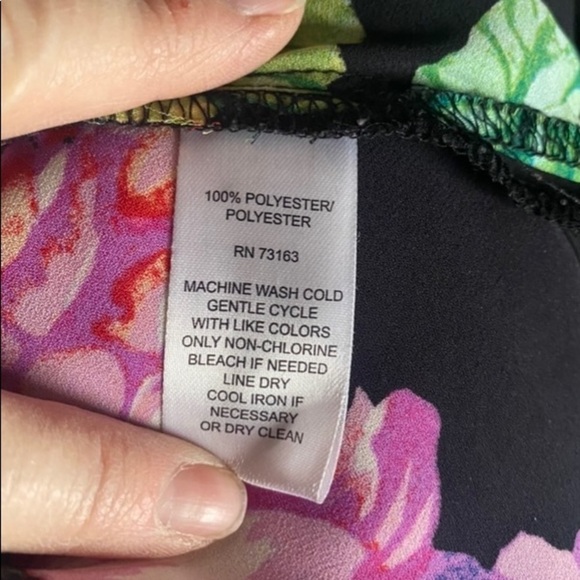 100% POLYESTER/
POLYESTER
RN 73163
MACHINE WASH COLD
GENTLE CYCLE
WITH LIKE COLORS
ONLY NON-CHLORINE
BLEACH IF NEEDED
LINE DRY
COOL IRON IF
NECESSARY
OR DRY CLEAN